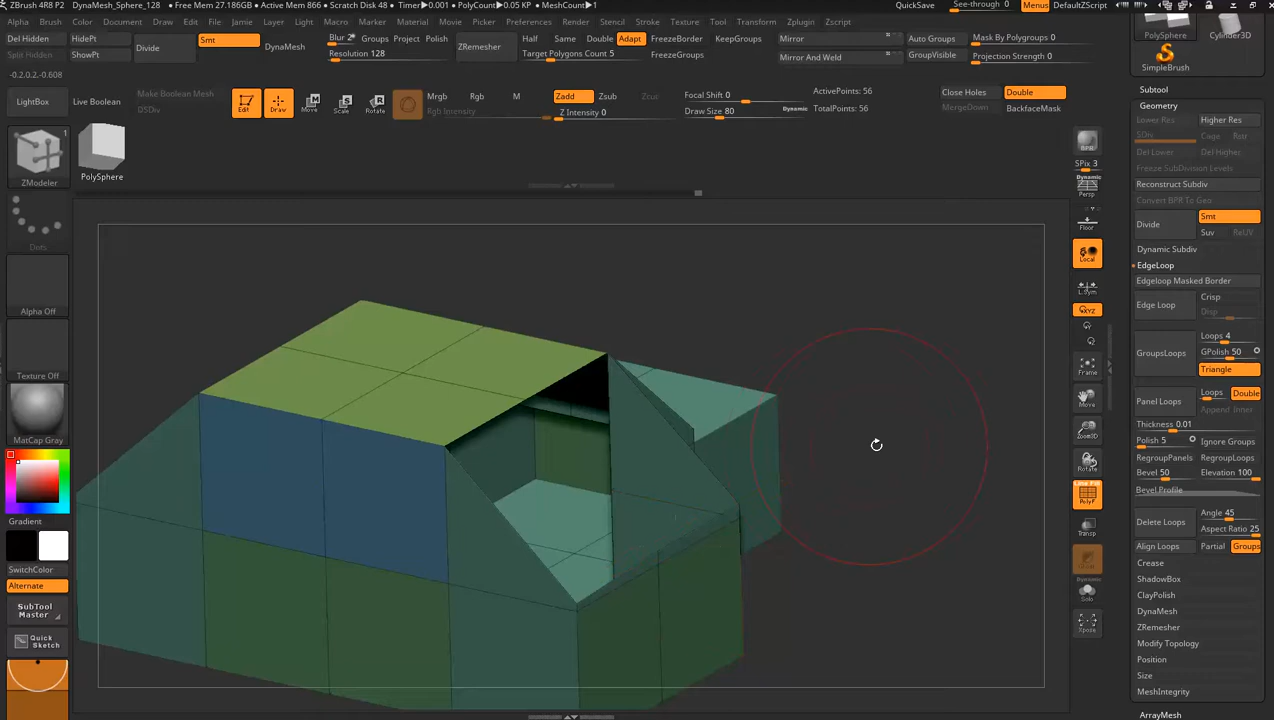 ZBrush 4R8 P2 DynaMesh_Sphere_128 • Free Mem 27.186GB • Active Mem 866 • Scratch Disk 48 • Timer▶0.001 • PolyCount▶0.05 KP • MeshCount▶1 QuickSave See-through 0 Menus DefaultZScript
Alpha Brush Color Document Draw Edit File Jamie Layer Light Macro Marker Material Movie Picker Preferences Render Stencil Stroke Texture Tool Transform Zplugin Zscript
Del Hidden HidePt Divide Smt DynaMesh Blur 2 Groups Project Polish ZRemesher Half Same Double Adapt FreezeBorder KeepGroups Mirror Auto Groups Mask By Polygroups 0
Split Hidden ShowPt Resolution 128 Target Polygons Count 5 FreezeGroups Mirror And Weld GroupVisible Projection Strength 0
-0.2,0.2,-0.608
LightBox Live Boolean Make Boolean Mesh DSDiv Edit Draw Move Scale Rotate Mrgb Rgb M Zadd Zsub Zcus Focal Shift 0 ActivePoints: 56 Close Holes Double
Rgb Intensity Z Intensity 0 Draw Size 80 Dynamic TotalPoints: 56 MergeDown BackfaceMask
1
ZModeler
PolySphere
Dots
Alpha Off
Texture Off
MatCap Gray
Gradient
SwitchColor
Alternate
SubTool
Master
Quick
Sketch
BPR
SPix 3
Dynamic
Persp
Floor
Local
L.Sym
XYZ
Frame
Move
Zoom3D
Rotate
Line Fill
PolyF
Transp
Ghost
Dynamic
Solo
Xpose
PolySphere Cylinder3D
SimpleBrush
Subtool
Geometry
Lower Res Higher Res
SDiv Cage Rstr
Del Lower Del Higher
Freeze SubDivision Levels
Reconstruct Subdiv
Convert BPR To Geo
Divide Smt
Suv ReUV
Dynamic Subdiv
EdgeLoop
Edgeloop Masked Border
Edge Loop Crisp
Disp
GroupsLoops Loops 4
GPolish 50
Triangle
Panel Loops Loops Double
Append Inner
Thickness 0.01
Polish 5 Ignore Groups
RegroupPanels RegroupLoops
Bevel 50 Elevation 100
Bevel Profile
Delete Loops Angle 45
Aspect Ratio 25
Align Loops Partial Groups
Crease
ShadowBox
ClayPolish
DynaMesh
ZRemesher
Modify Topology
Position
Size
MeshIntegrity
ArrayMesh